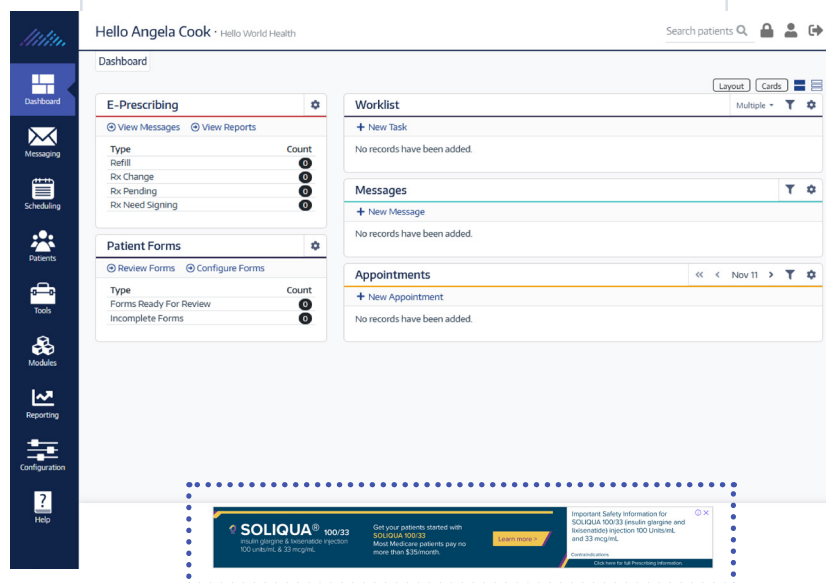 Hello Angela Cook · Hello World Health
Search patients
Dashboard
Dashboard
Messaging
Scheduling
Patients
Tools
Modules
Reporting
Configuration
Help
Layout
Cards
E-Prescribing
View Messages
View Reports
Type Count
Refill 0
Rx Change 0
Rx Pending 0
Rx Need Signing 0
Patient Forms
Review Forms
Configure Forms
Type Count
Forms Ready For Review 0
Incomplete Forms 0
Worklist
Multiple
+ New Task
No records have been added.
Messages
+ New Message
No records have been added.
Appointments
« < Nov 11 >
+ New Appointment
No records have been added.
SOLIQUA® 100/33
insulin glargine & lixisenatide injection
100 units/mL & 33 mcg/mL
Get your patients started with
SOLIQUA 100/33
Most Medicare patients pay no
more than $35/month.
Learn more >
Important Safety Information for
SOLIQUA 100/33 (insulin glargine and
lixisenatide) injection 100 Units/mL
and 33 mcg/mL
Contraindications
Click here for full Prescribing Information.